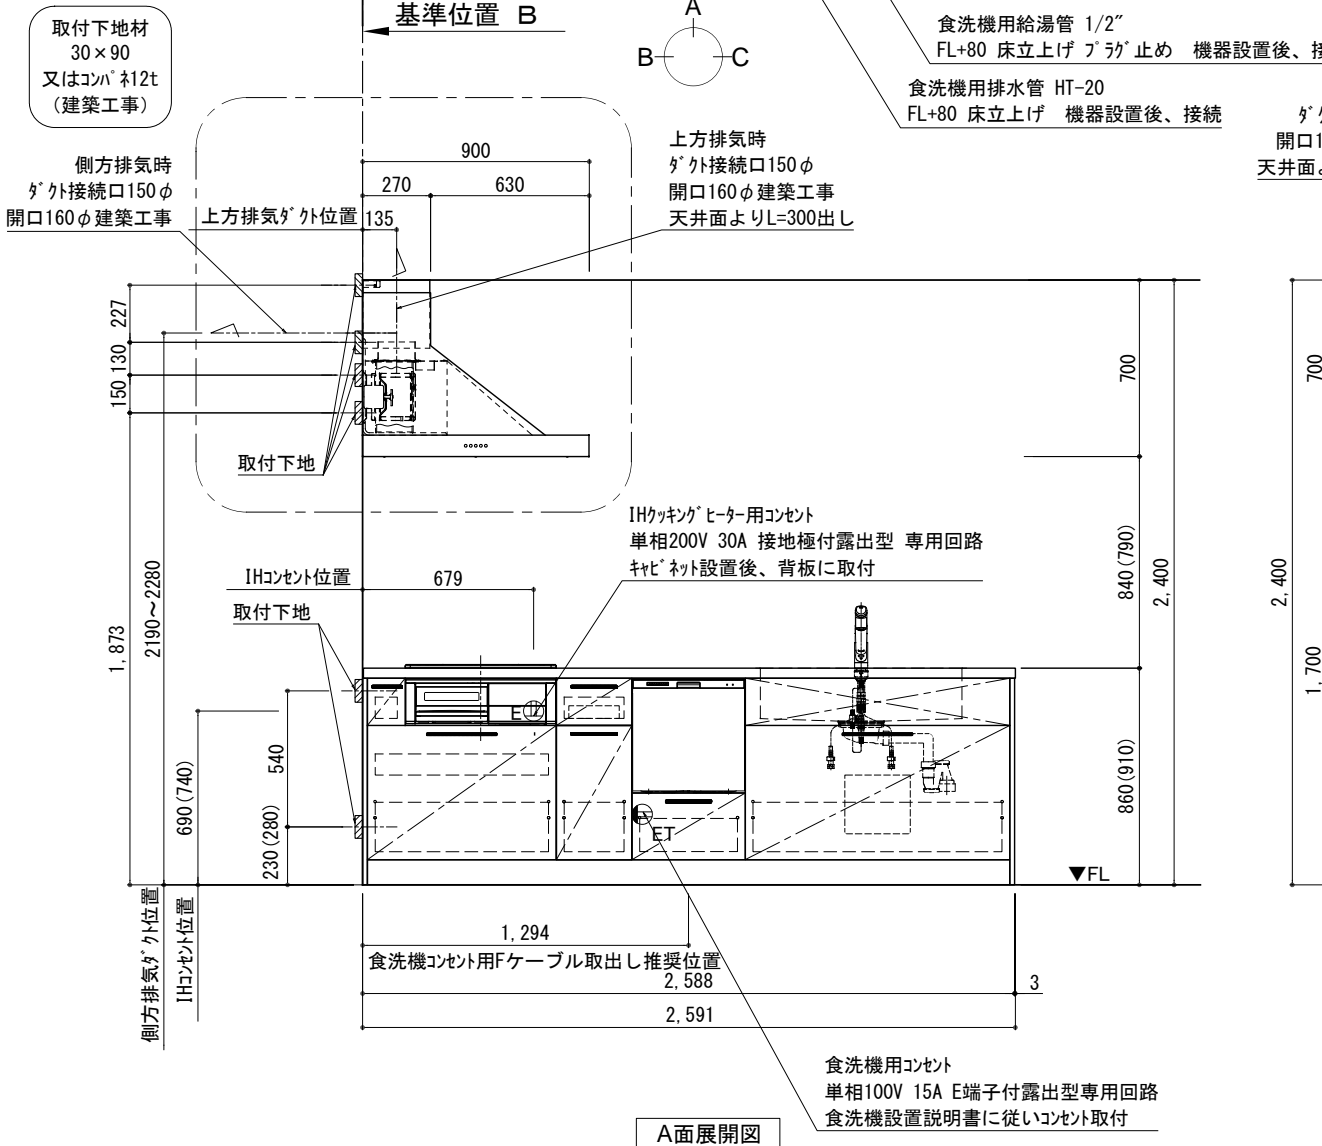 基準位置 B
A
B
C
取付下地材
30×90
又はｺﾝﾊﾟﾈ12t
(建築工事)
食洗機用給湯管 1/2″
FL+80 床立上げ ﾌﾟﾗｸﾞ止め 機器設置後、接
食洗機用排水管 HT-20
FL+80 床立上げ 機器設置後、接続
側方排気時
ﾀﾞｸﾄ接続口150φ
開口160φ建築工事
上方排気ﾀﾞｸﾄ位置
135
900
270
630
上方排気時
ﾀﾞｸﾄ接続口150φ
開口160φ建築工事
天井面よりL=300出し
開口1
天井面
227
130
150
取付下地
700
700
IHｸｯｷﾝｸﾞﾋｰﾀｰ用ｺﾝｾﾝﾄ
単相200V 30A 接地極付露出型 専用回路
ｷｬﾋﾞﾈｯﾄ設置後、背板に取付
IHｺﾝｾﾝﾄ位置
679
取付下地
1,873
2190～2280
840(790)
2,400
2,400
1,700
E
ET
540
690(740)
230(280)
860(910)
▼FL
側方排気ﾀﾞｸﾄ位置
IHｺﾝｾﾝﾄ位置
1,294
食洗機ｺﾝｾﾝﾄ用Fケーブル取出し推奨位置
2,588
3
2,591
食洗機用ｺﾝｾﾝﾄ
単相100V 15A E端子付露出型専用回路
食洗機設置説明書に従いｺﾝｾﾝﾄ取付
A面展開図